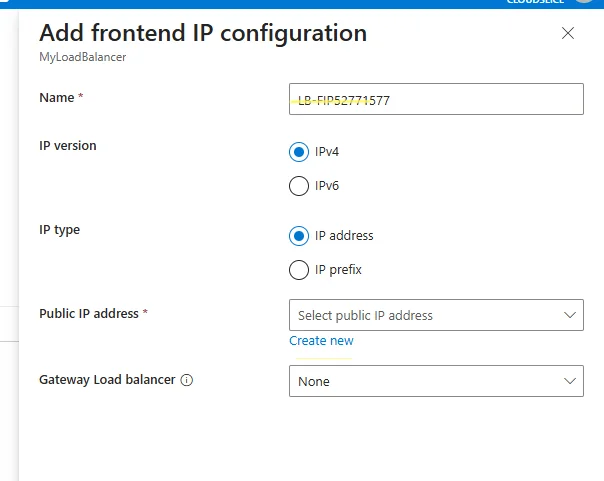 CLOUDSLICE
Add frontend IP configuration
MyLoadBalancer
Name *
LB-FIP52771577
IP version
IPv4
IPv6
IP type
IP address
IP prefix
Public IP address *
Select public IP address
Create new
Gateway Load balancer
None